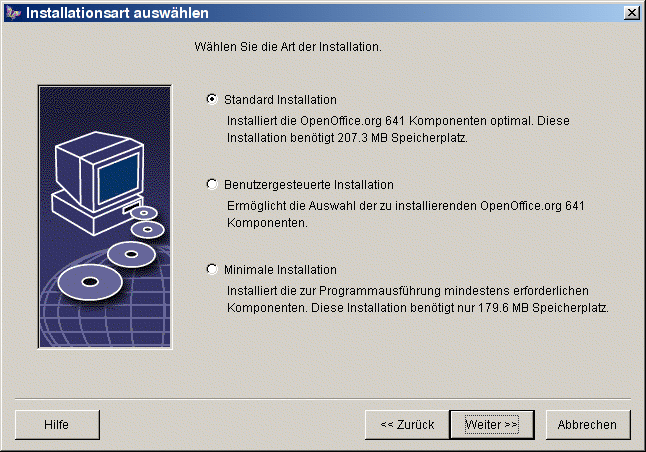 Installationsart auswählen
Wählen Sie die Art der Installation.
Standard Installation
Installiert die OpenOffice.org 641 Komponenten optimal. Diese
Installation benötigt 207.3 MB Speicherplatz.
Benutzergesteuerte Installation
Ermöglicht die Auswahl der zu installierenden OpenOffice.org 641
Komponenten.
Minimale Installation
Installiert die zur Programmausführung mindestens erforderlichen
Komponenten. Diese Installation benötigt nur 179.6 MB Speicherplatz.
Hilfe
<< Zurück
Weiter >>
Abbrechen